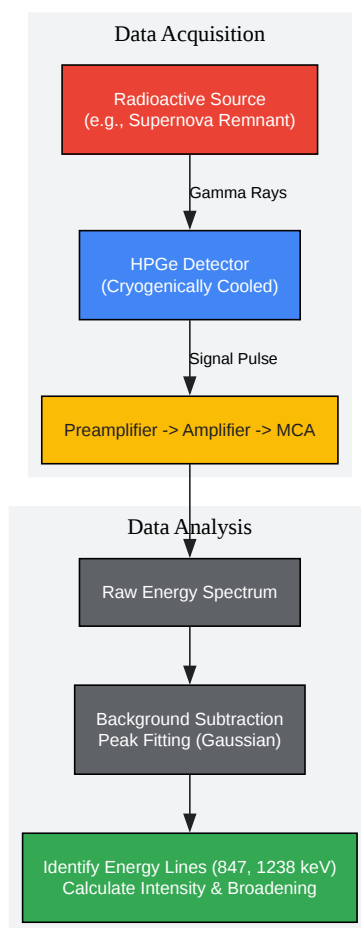 Data Acquisition
Radioactive Source
(e.g., Supernova Remnant)
Gamma Rays
HPGe Detector
(Cryogenically Cooled)
Signal Pulse
Preamplifier -> Amplifier -> MCA
Data Analysis
Raw Energy Spectrum
Background Subtraction
Peak Fitting (Gaussian)
Identify Energy Lines (847, 1238 keV)
Calculate Intensity & Broadening